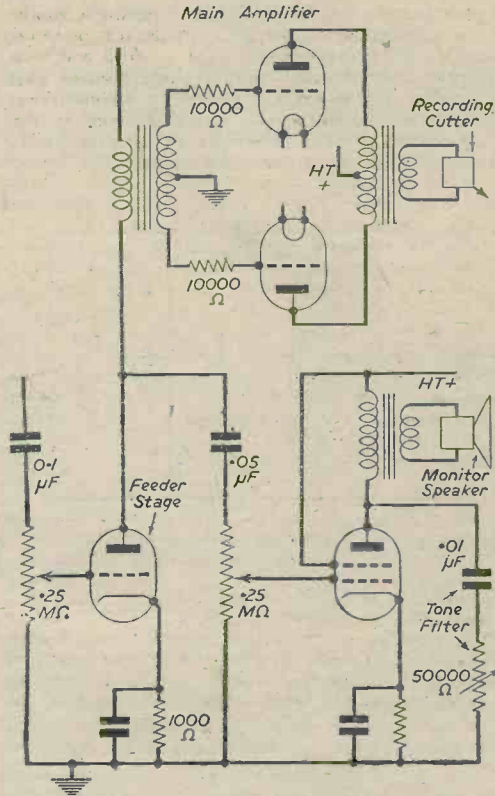 Main Amplifier
10000
Ω
Recording
Cutter
HT
+
10000
Ω
HT+
0.1
µF
Feeder
Stage
.05
µF
Monitor
Speaker
.01
µF
.25
MΩ
.25
MΩ
Tone
Filter
50000
Ω
1000
Ω